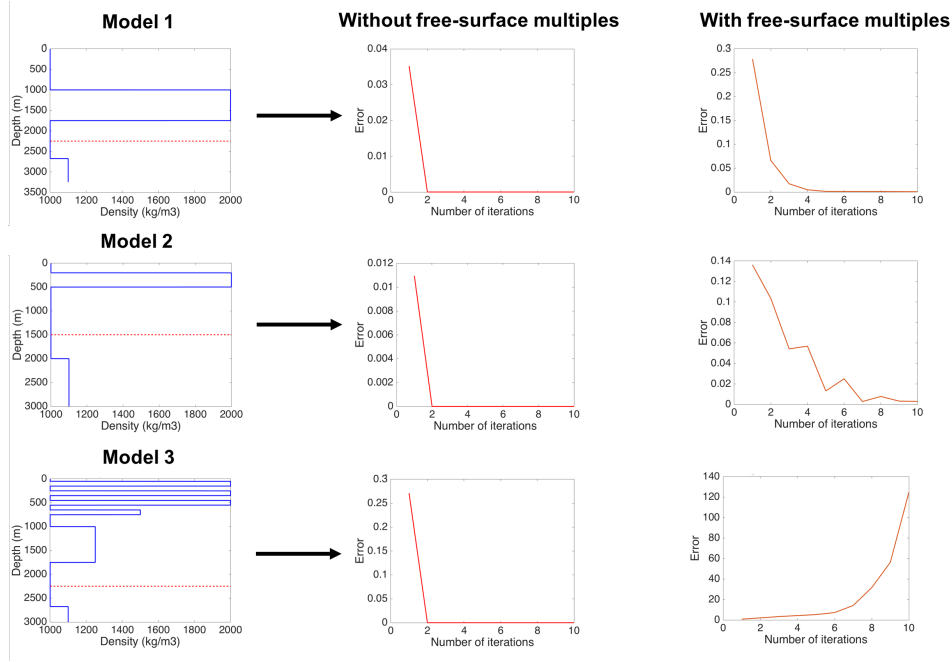 Model 1
Without free-surface multiples
With free-surface multiples
0
500
1000
1500
2000
2500
3000
3500
Depth (m)
1000 1200 1400 1600 1800 2000
Density (kg/m3)
0.04
0.03
0.02
0.01
0
Error
0 2 4 6 8 10
Number of iterations
0.3
0.25
0.2
0.15
0.1
0.05
0
Error
0 2 4 6 8 10
Number of iterations
Model 2
0
500
1000
1500
2000
2500
3000
Depth (m)
1000 1200 1400 1600 1800 2000
Density (kg/m3)
0.012
0.01
0.008
0.006
0.004
0.002
0
Error
0 2 4 6 8 10
Number of iterations
0.14
0.12
0.1
0.08
0.06
0.04
0.02
0
Error
0 2 4 6 8 10
Number of iterations
Model 3
0
500
1000
1500
2000
2500
3000
Depth (m)
1000 1200 1400 1600 1800 2000
Density (kg/m3)
0.3
0.25
0.2
0.15
0.1
0.05
0
Error
0 2 4 6 8 10
Number of iterations
140
120
100
80
60
40
20
0
Error
0 2 4 6 8 10
Number of iterations